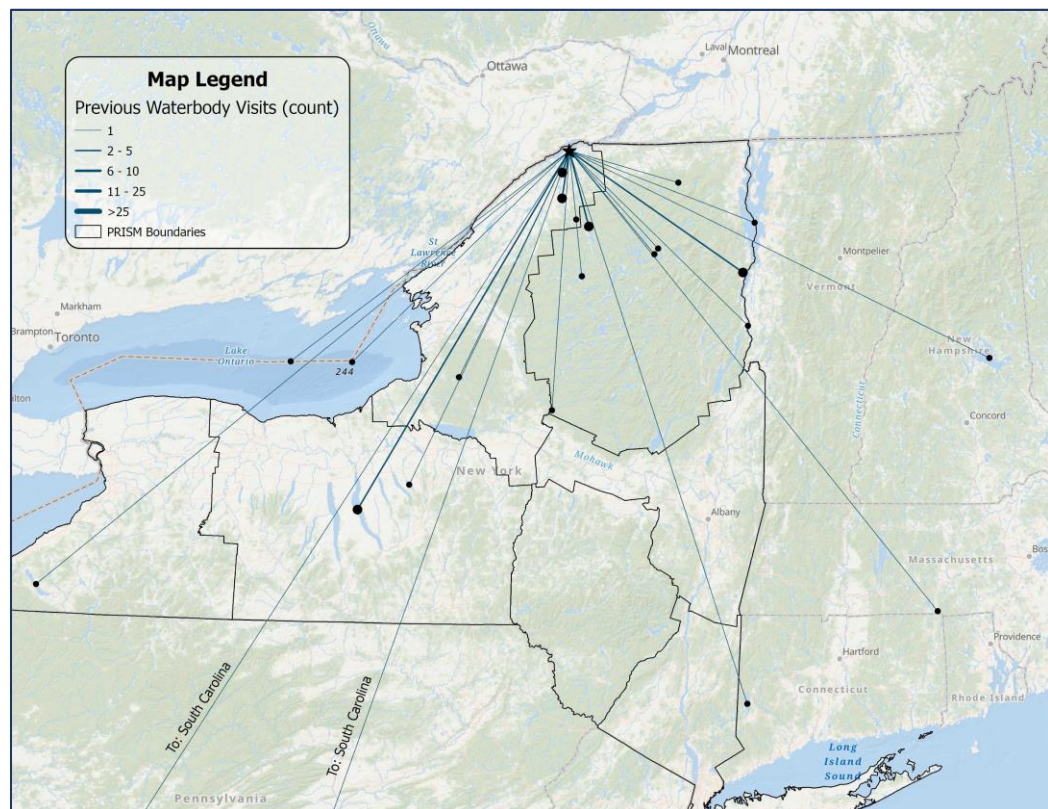 Ottawa
Laval
Montreal
Ottawa
Map Legend
Previous Waterbody Visits (count)
1
2 - 5
6 - 10
11 - 25
>25
PRISM Boundaries
St
Lawrence
River
Montpelier
Vermont
Markham
Brampton
Toronto
Lake
Ontario
244
New
Hampshire
Connecticut
Concord
Mohawk
New York
Albany
Massachusetts
Providence
Hartford
Connecticut
Rhode Island
To: South Carolina
To: South Carolina
Long
Island
Sound
Pennsylvania